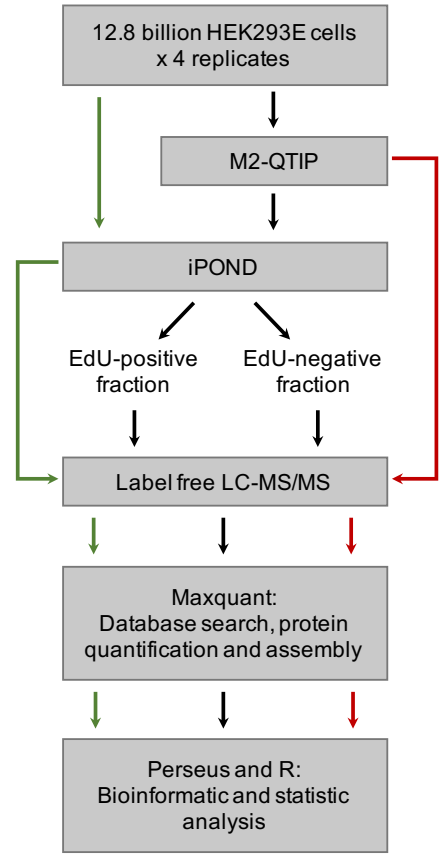 12.8 billion HEK293E cells
x 4 replicates
M2-QTIP
iPOND
EdU-positive
fraction
EdU-negative
fraction
Label free LC-MS/MS
Maxquant:
Database search, protein
quantification and assembly
Perseus and R:
Bioinformatic and statistic
analysis